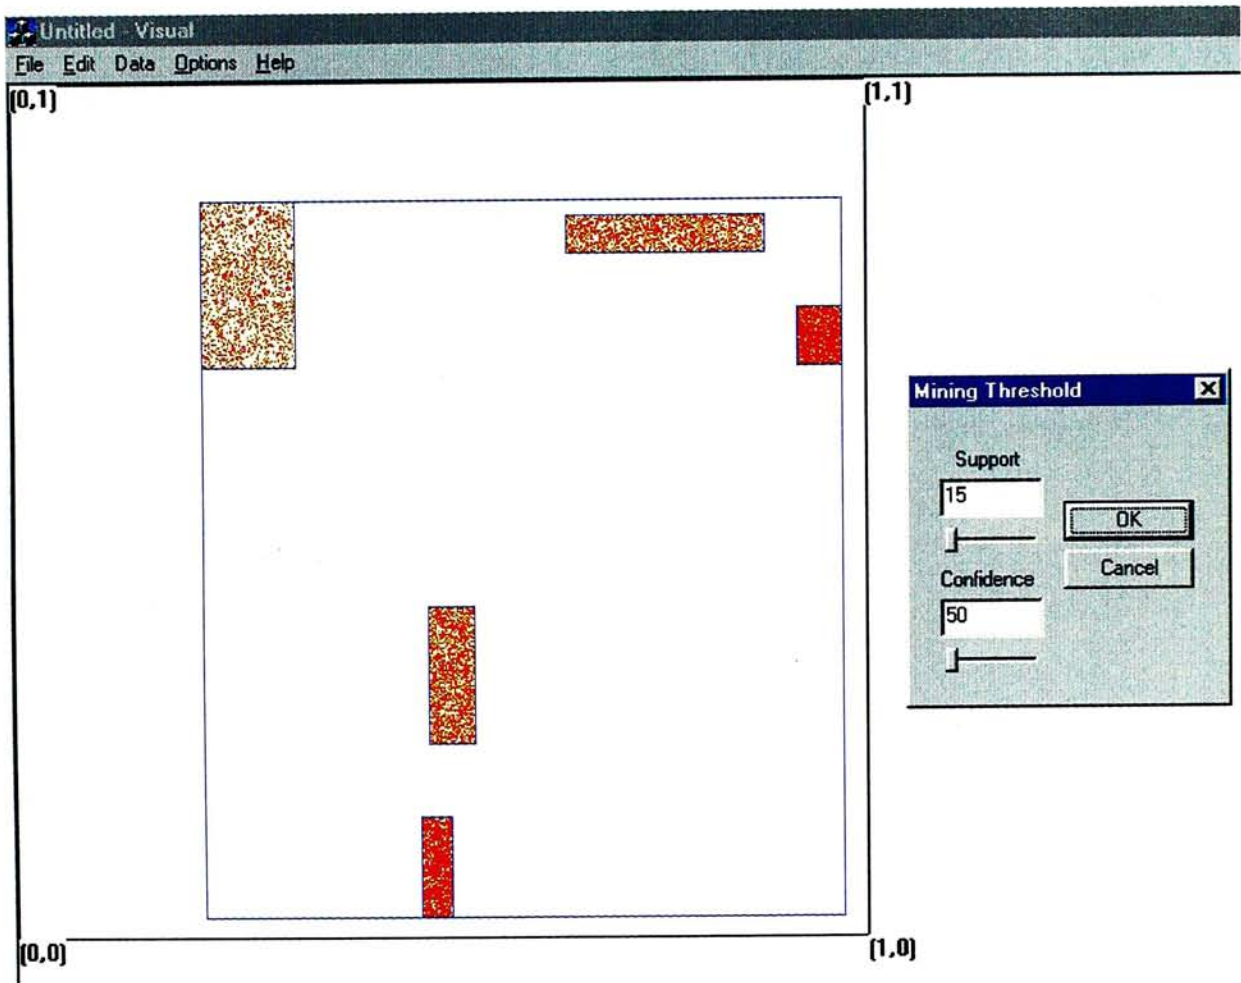 Untitled - Visual
File Edit Data Options Help
(0,1) (1,1)
Mining Threshold
Support
15
OK
Confidence
Cancel
50
(0,0) (1,0)